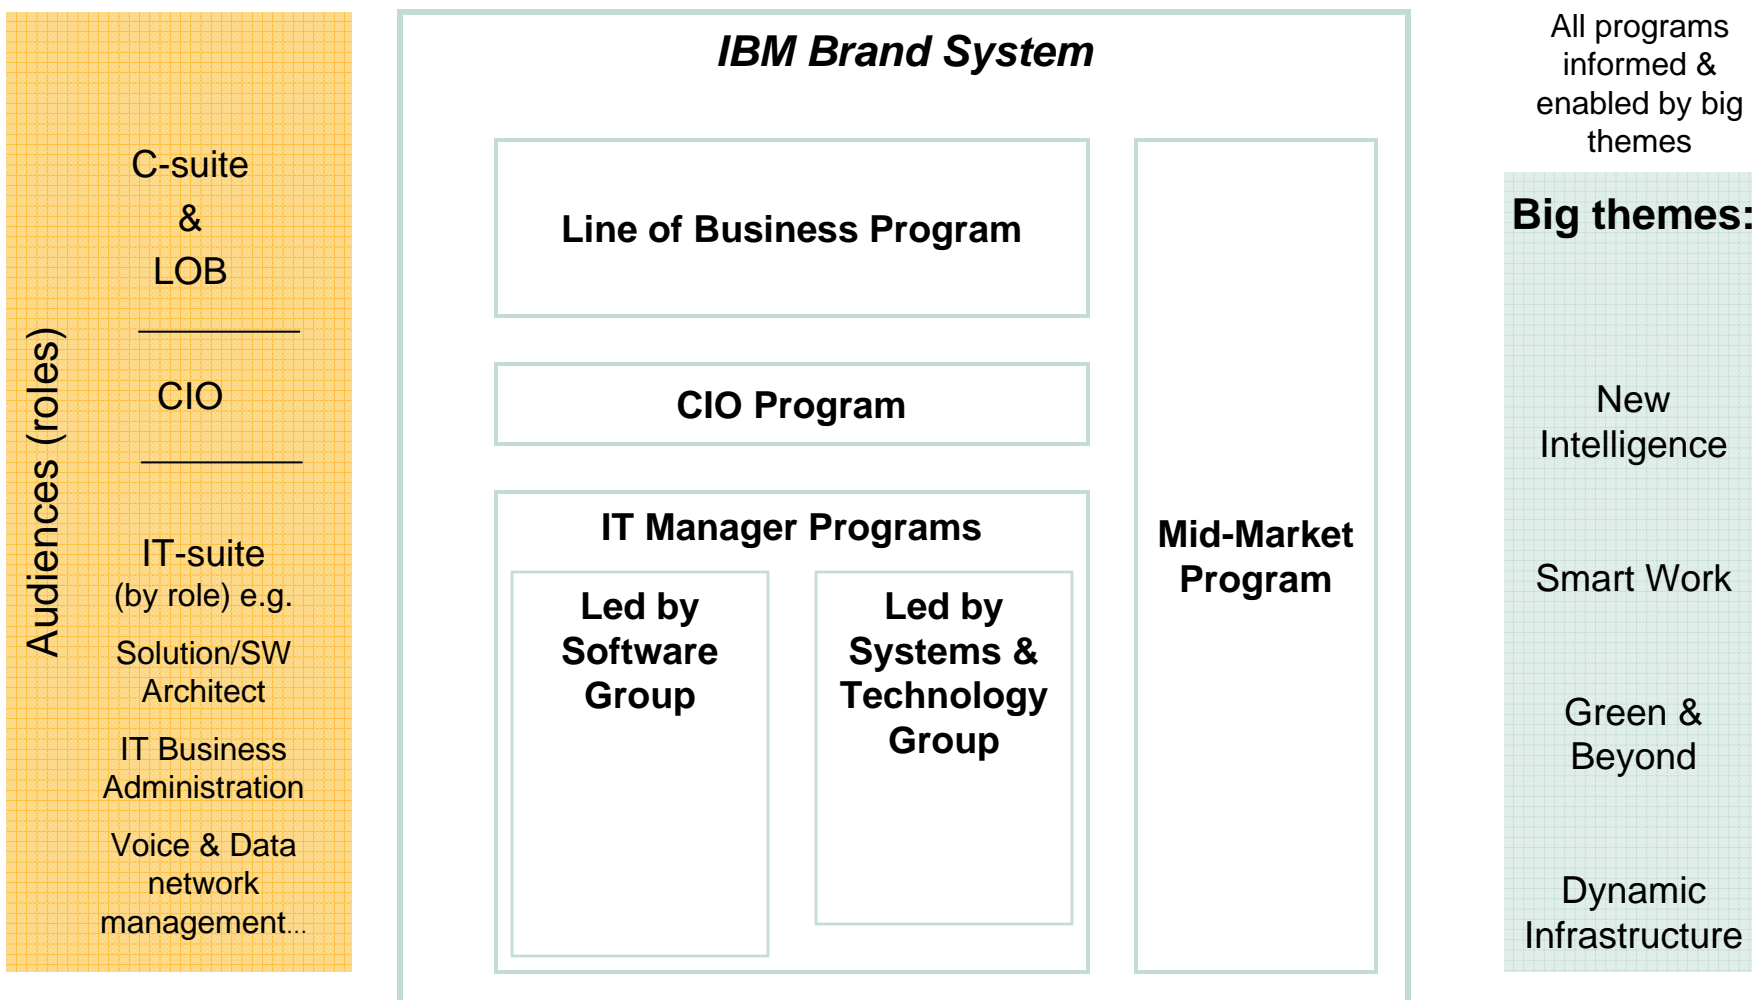 Audiences (roles)
C-suite
&
LOB
CIO
IT-suite
(by role) e.g.
Solution/SW
Architect
IT Business
Administration
Voice & Data
network
management...
IBM Brand System
Line of Business Program
CIO Program
IT Manager Programs
Led by
Software
Group
Led by
Systems &
Technology
Group
Mid-Market
Program
All programs
informed &
enabled by big
themes
Big themes:
New
Intelligence
Smart Work
Green &
Beyond
Dynamic
Infrastructure